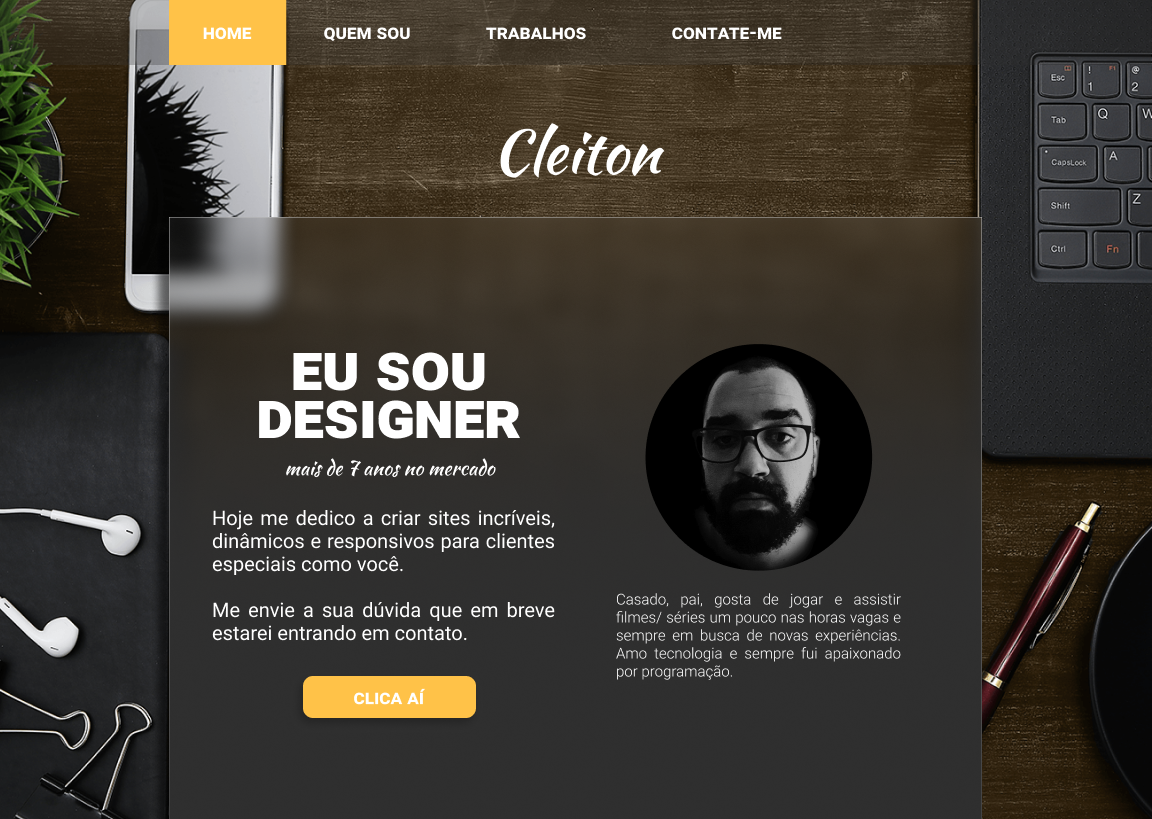 HOME QUEM SOU TRABALHOS CONTATE-ME
Cleiton
EU SOU
DESIGNER
mais de 7 anos no mercado
Hoje me dedico a criar sites incríveis,
dinâmicos e responsivos para clientes
especiais como você.
Me envie a sua dúvida que em breve
estarei entrando em contato.
CLICA AÍ
Casado, pai, gosta de jogar e assistir
filmes/ séries um pouco nas horas vagas e
sempre em busca de novas experiências.
Amo tecnologia e sempre fui apaixonado
por programação.
Esc ! 1 F1 @ 2
Tab Q W
CapsLock A
Shift Z
Ctrl Fn